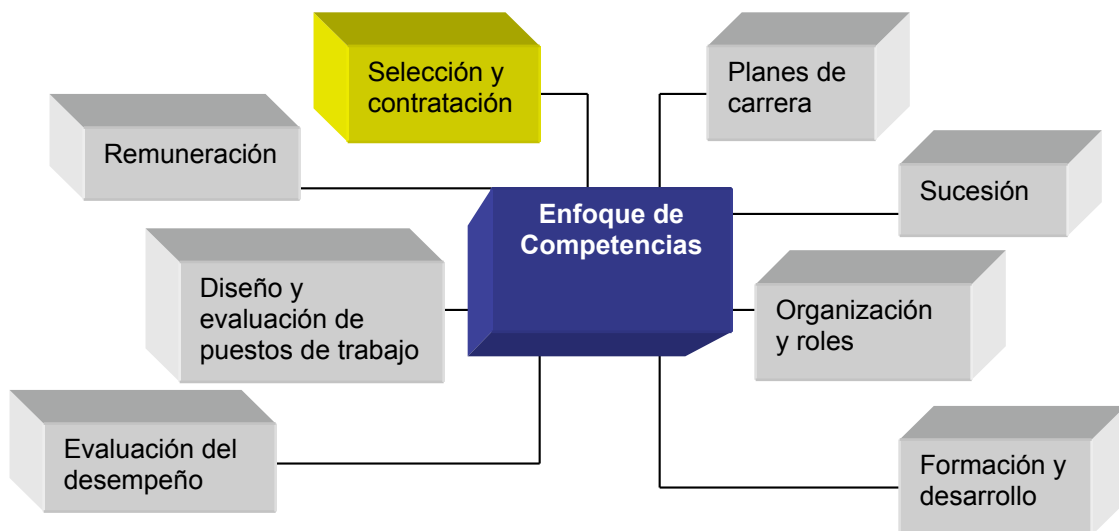 Selección y
contratación
Planes de
carrera
Remuneración
Sucesión
Enfoque de
Competencias
Diseño y
evaluación de
puestos de trabajo
Organización
y roles
Evaluación del
desempeño
Formación y
desarrollo